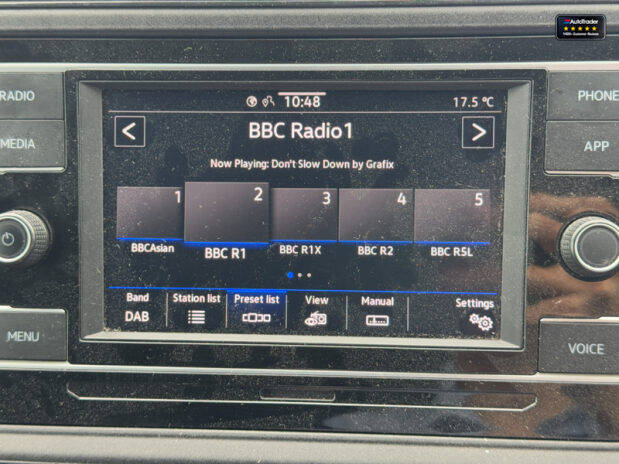 AutoTrader
RADIO
MEDIA
MENU
PHONE
APP
VOICE
10:48
17.5 °C
< BBC Radio1 >
Now Playing: Don't Slow Down by Grafix
1 2 3 4 5
BBCAsian BBC R1 BBC R1X BBC R2 BBC R5L
Band Station list Preset list View Manual Settings
DAB